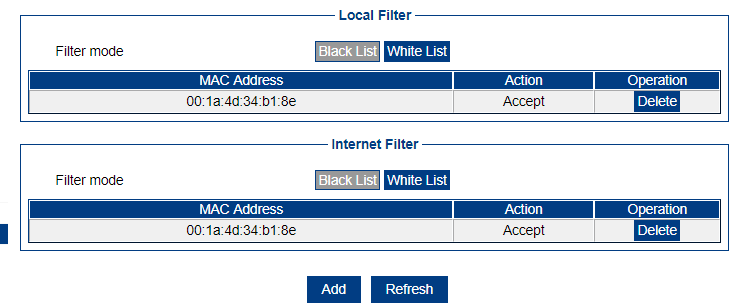 Local Filter
Filter mode Black List White List
MAC Address Action Operation
00:1a:4d:34:b1:8e Accept Delete
Internet Filter
Filter mode Black List White List
MAC Address Action Operation
00:1a:4d:34:b1:8e Accept Delete
Add Refresh